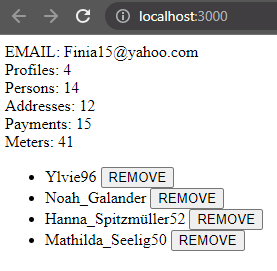 localhost:3000
EMAIL: Finia15@yahoo.com
Profiles: 4
Persons: 14
Addresses: 12
Payments: 15
Meters: 41
Ylvie96 REMOVE
Noah_Galander REMOVE
Hanna_Spitzmüller52 REMOVE
Mathilda_Seelig50 REMOVE